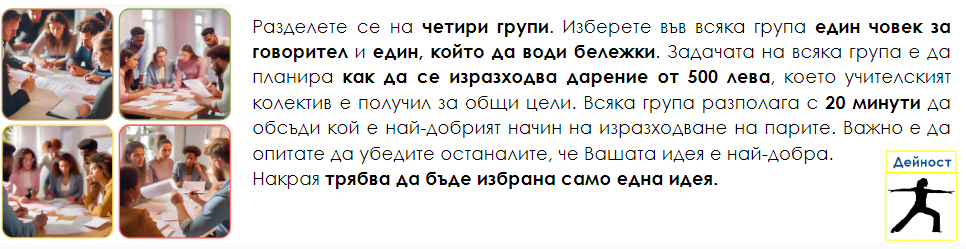 Разделете се на четири групи. Изберете във всяка група един човек за
говорител и един, който да води бележки. Задачата на всяка група е да
планира как да се изразходва дарение от 500 лева, което учителският
колектив е получил за общи цели. Всяка група разполага с 20 минути да
обсъди кой е най-добрият начин на изразходване на парите. Важно е да
опитате да убедите останалите, че Вашата идея е най-добра.
Накрая трябва да бъде избрана само една идея.
Дейност